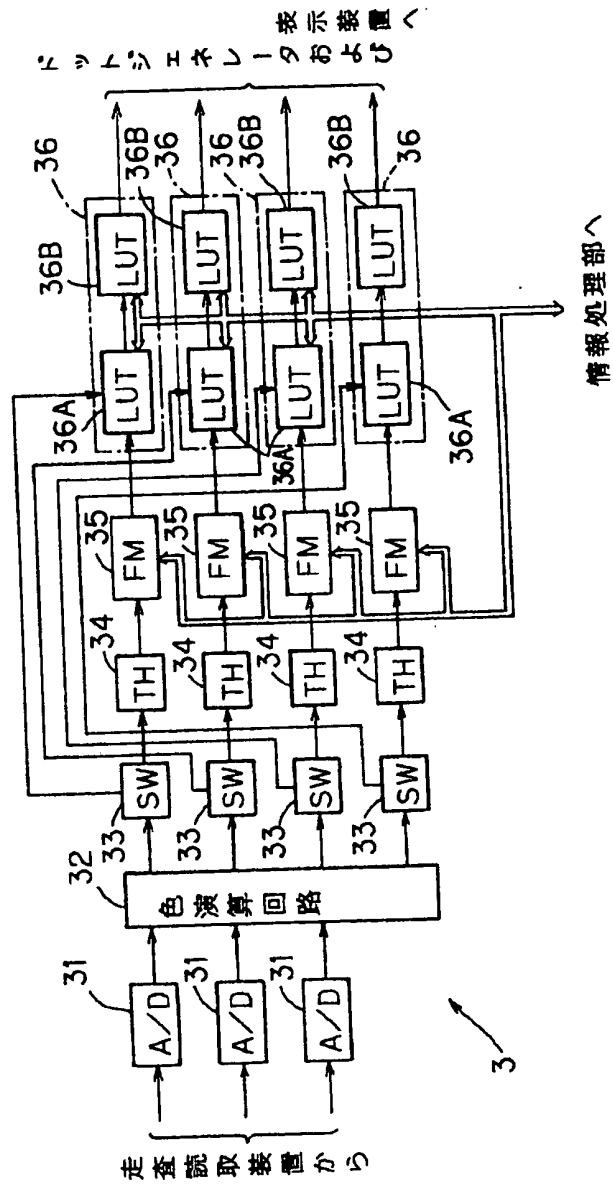 走査読取装置から
31
A/D
31
A/D
31
A/D
32
色演算回路
33
SW
33
SW
33
SW
33
SW
34
TH
34
TH
34
TH
34
TH
35
FM
35
FM
35
FM
35
FM
36A
LUT
LUT
36A
LUT
LUT
36A
36B
LUT
36
36B
LUT
36
36B
LUT
36
36B
LUT
36
ドットジェネレータおよび
表示装置へ
情報処理部へ
3